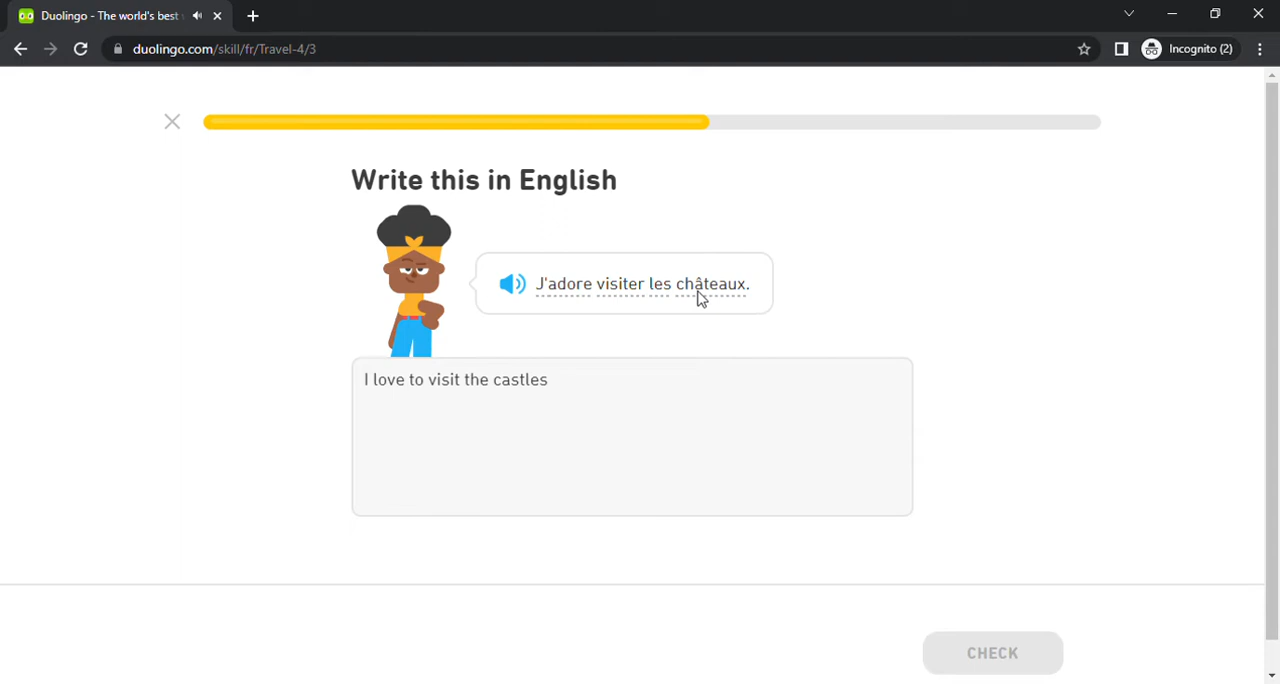 Duolingo - The world's best
duolingo.com/skill/fr/Travel-4/3
Incognito (2)
Write this in English
J'adore visiter les châteaux.
I love to visit the castles
CHECK